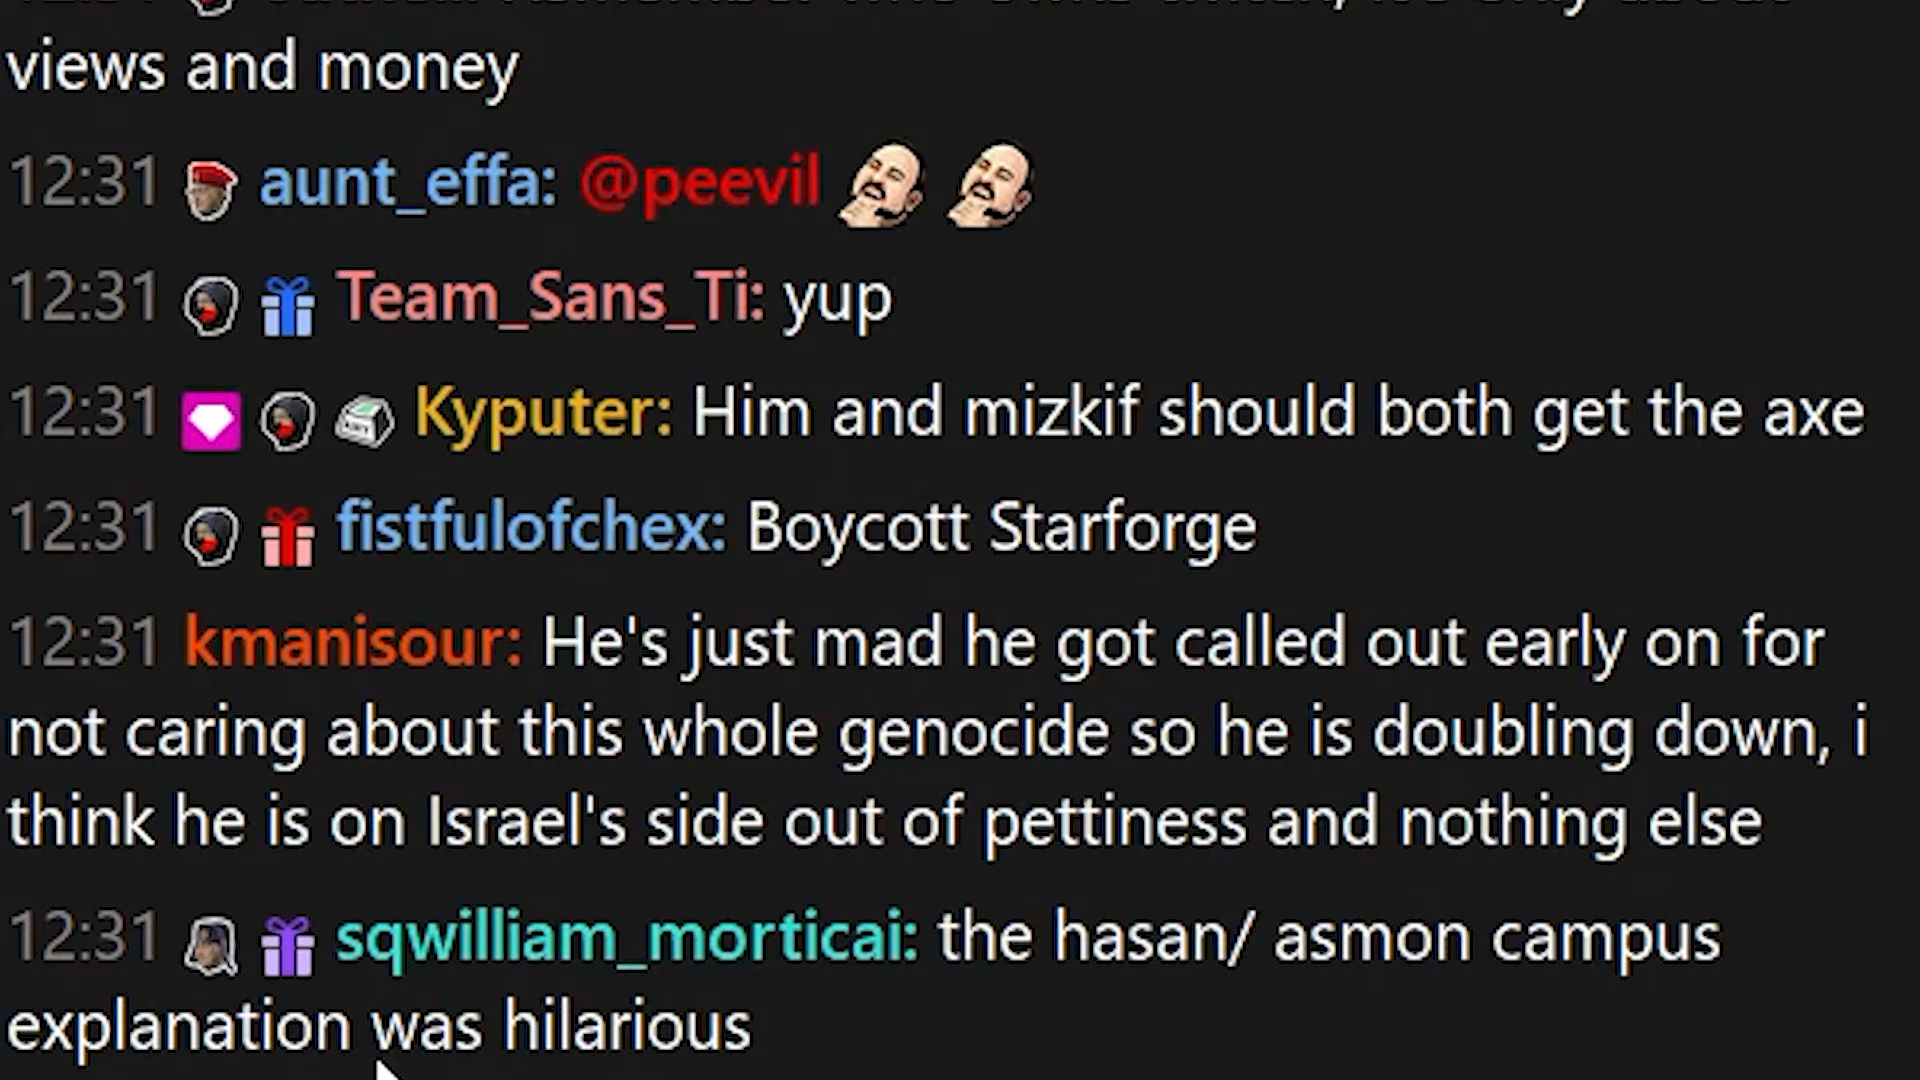 views and money
12:31 aunt_effa: @peevil
12:31 Team_Sans_Ti: yup
12:31 Kyputer: Him and mizkif should both get the axe
12:31 fistfulofchex: Boycott Starforge
12:31 kmanisour: He's just mad he got called out early on for
not caring about this whole genocide so he is doubling down, i
think he is on Israel's side out of pettiness and nothing else
12:31 sqwilliam_morticai: the hasan/ asmon campus
explanation was hilarious